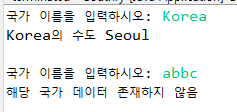 국가 이름을 입력하시오: Korea
Korea의 수도 Seoul
국가 이름을 입력하시오: abbc
해당 국가 데이터 존재하지 않음